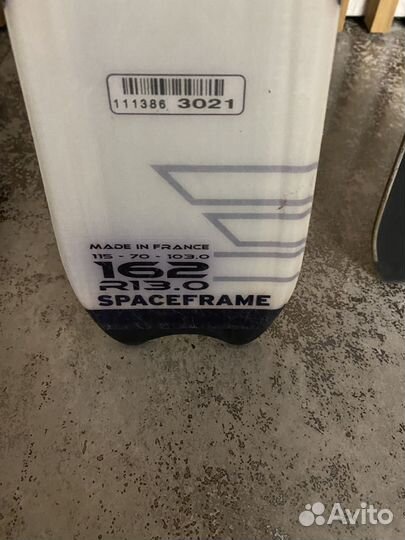 111386 3021
MADE IN FRANCE
115 - 70 - 103.0
162
R13.0
SPACEFRAME
Avito